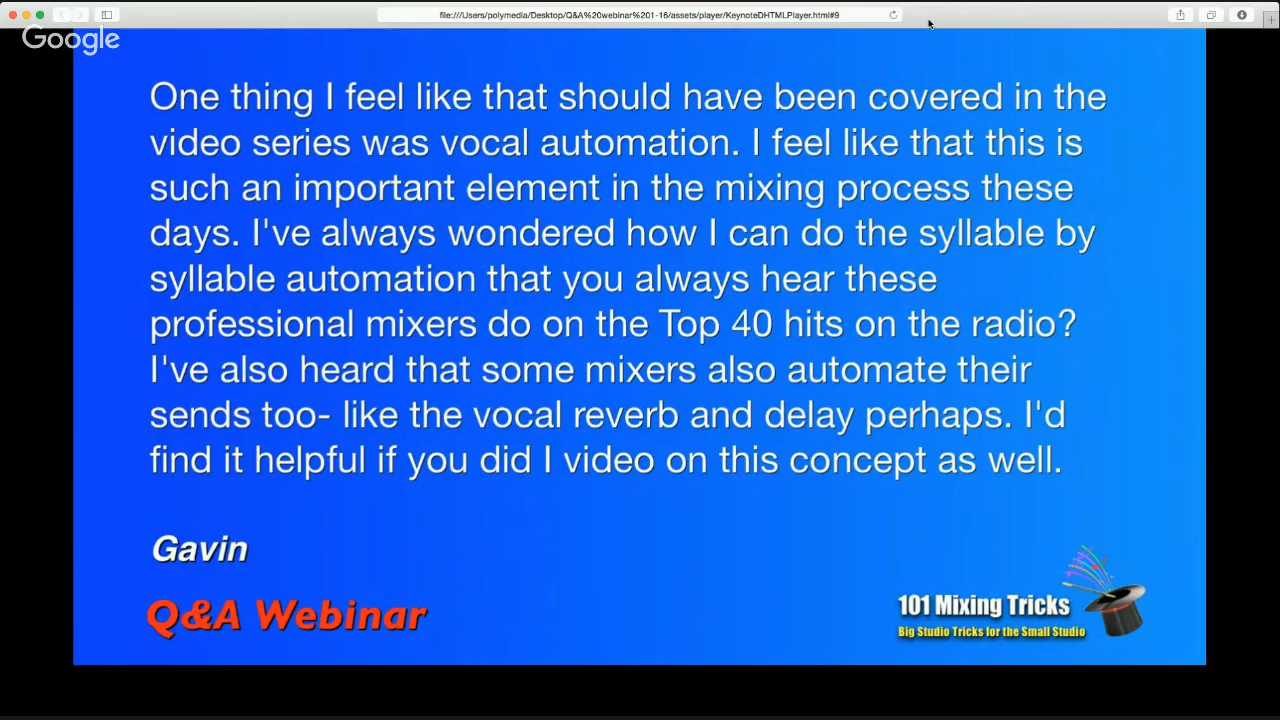 file:///Users/polymedia/Desktop/Q&A%20webinar%201-16/assets/player/KeynoteDHTMLPlayer.html#9
Google
One thing I feel like that should have been covered in the
video series was vocal automation. I feel like that this is
such an important element in the mixing process these
days. I've always wondered how I can do the syllable by
syllable automation that you always hear these
professional mixers do on the Top 40 hits on the radio?
I've also heard that some mixers also automate their
sends too- like the vocal reverb and delay perhaps. I'd
find it helpful if you did I video on this concept as well.
Gavin
Q&A Webinar
101 Mixing Tricks
Big Studio Tricks for the Small Studio